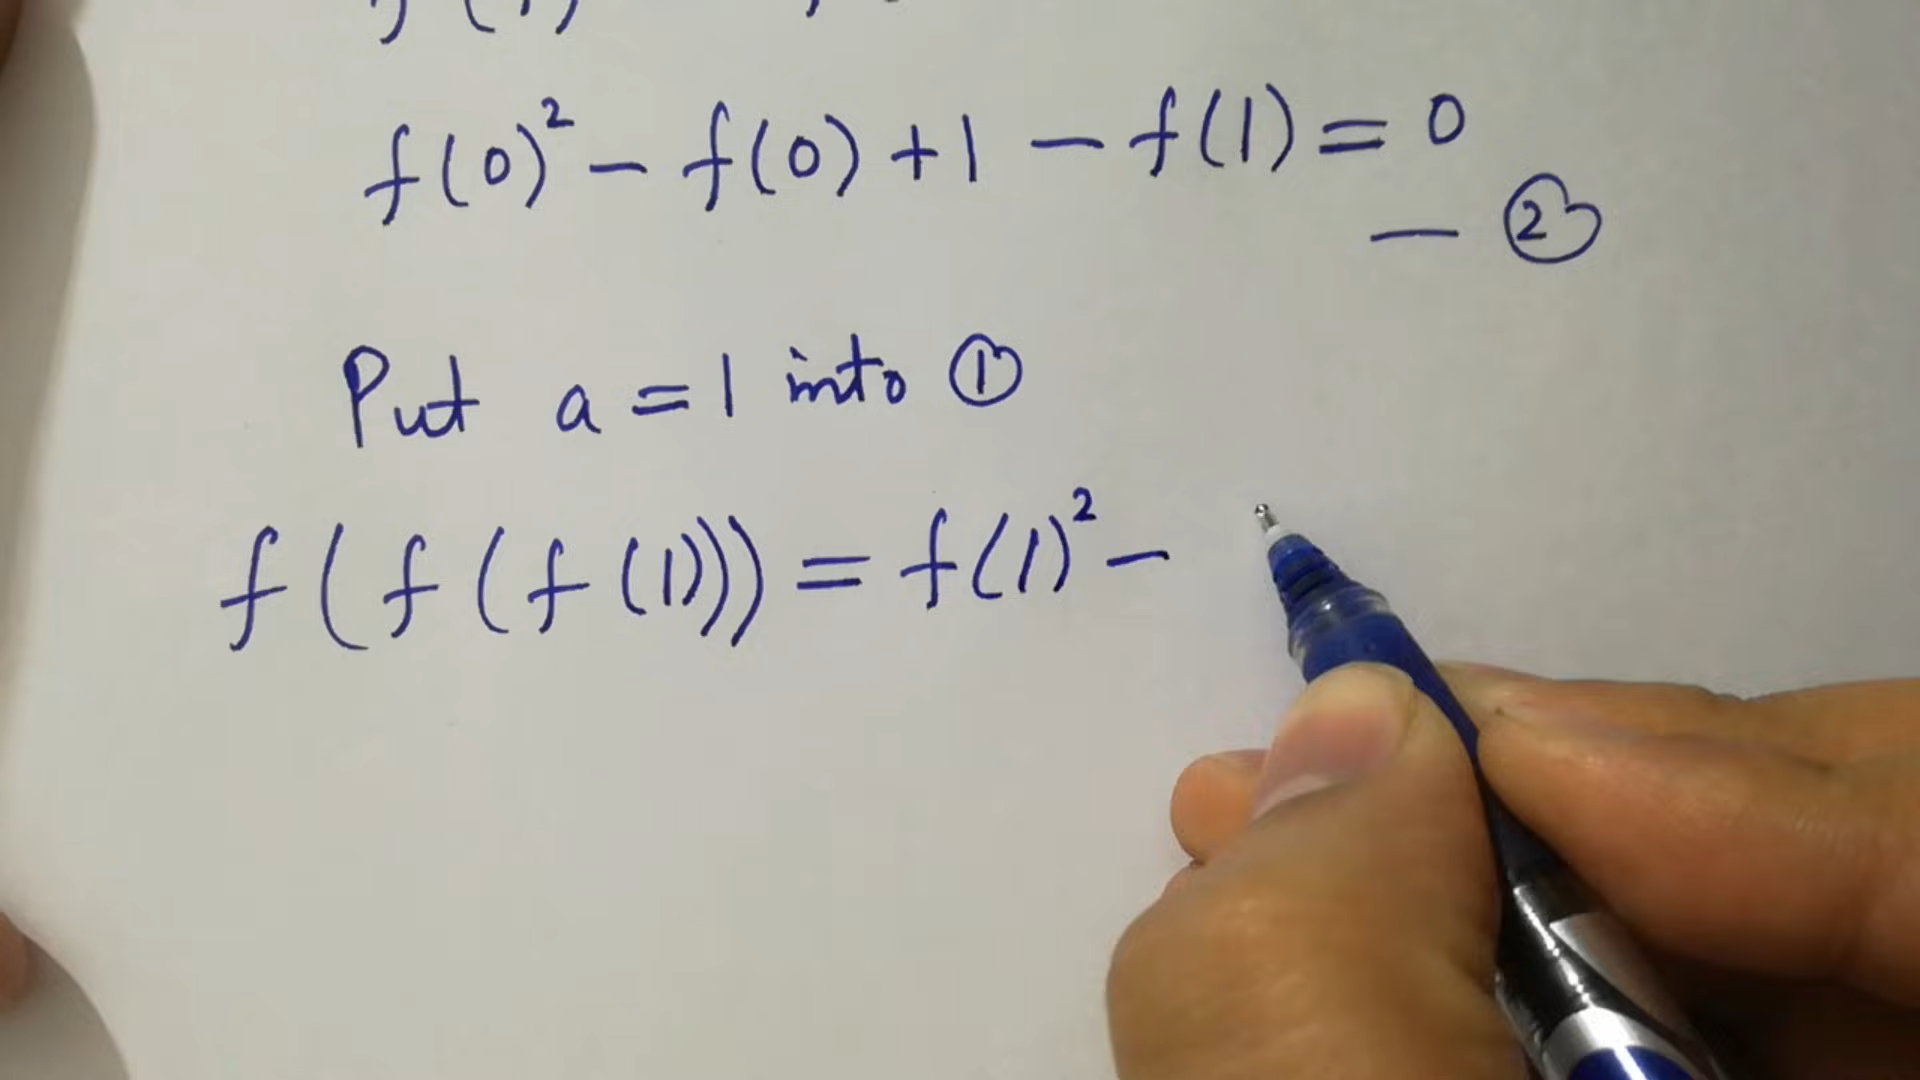 f(0)² - f(0) + 1 - f(1) = 0
— ②
Put a = 1 into ①
f(f(f(1))) = f(1)² -